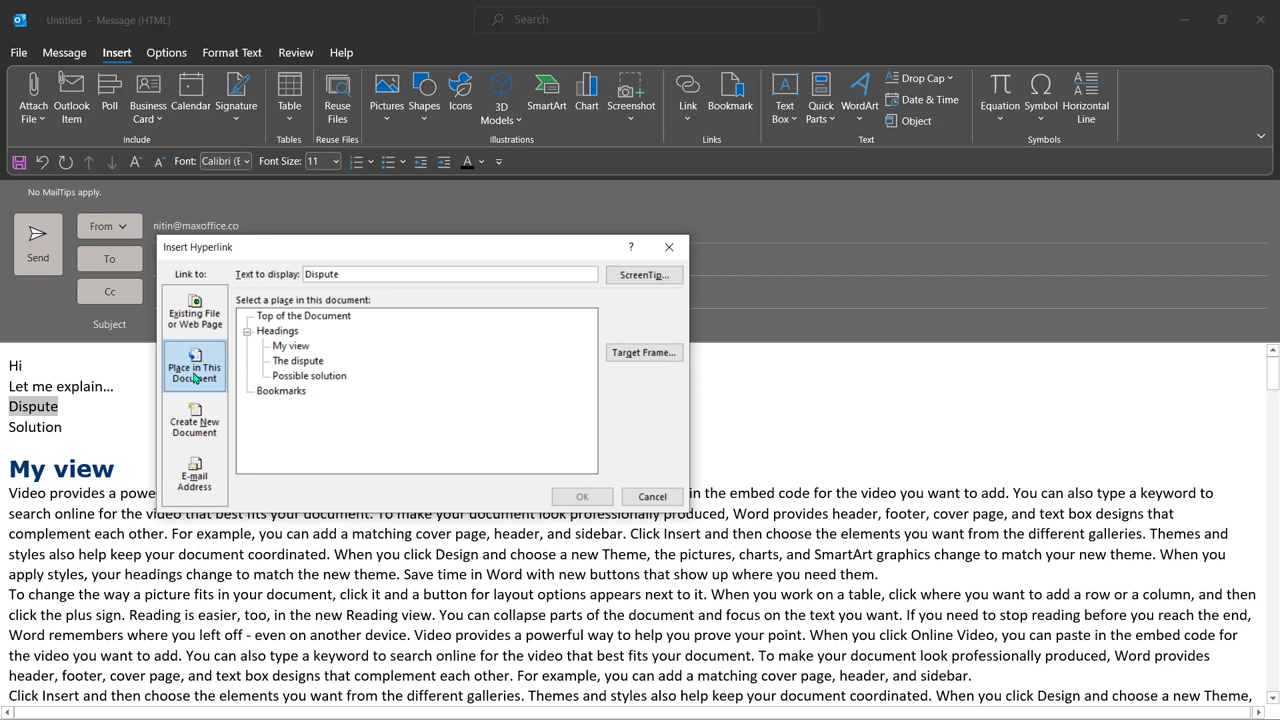 Untitled - Message (HTML)
Search
File Message Insert Options Format Text Review Help
Attach File
Outlook Item
Poll
Business Card
Calendar
Signature
Table
Reuse Files
Pictures
Shapes
Icons
3D Models
SmartArt
Chart
Screenshot
Link
Bookmark
Text Box
Quick Parts
WordArt
Drop Cap
Date & Time
Object
Equation
Symbol
Horizontal Line
Include
Tables
Reuse Files
Illustrations
Links
Text
Symbols
Font: Calibri (E Font Size: 11
No MailTips apply.
Send
From
nitin@maxoffice.co
To
Cc
Subject
Insert Hyperlink
?
Link to:
Text to display: Dispute
ScreenTip...
Existing File or Web Page
Place in This Document
Create New Document
E-mail Address
Select a place in this document:
Top of the Document
Headings
My view
The dispute
Possible solution
Bookmarks
Target Frame...
OK
Cancel
Hi
Let me explain...
Dispute
Solution
My view
Video provides a powe in the embed code for the video you want to add. You can also type a keyword to
search online for the video that best fits your document. To make your document look professionally produced, Word provides header, footer, cover page, and text box designs that
complement each other. For example, you can add a matching cover page, header, and sidebar. Click Insert and then choose the elements you want from the different galleries. Themes and
styles also help keep your document coordinated. When you click Design and choose a new Theme, the pictures, charts, and SmartArt graphics change to match your new theme. When you
apply styles, your headings change to match the new theme. Save time in Word with new buttons that show up where you need them.
To change the way a picture fits in your document, click it and a button for layout options appears next to it. When you work on a table, click where you want to add a row or a column, and then
click the plus sign. Reading is easier, too, in the new Reading view. You can collapse parts of the document and focus on the text you want. If you need to stop reading before you reach the end,
Word remembers where you left off - even on another device. Video provides a powerful way to help you prove your point. When you click Online Video, you can paste in the embed code for
the video you want to add. You can also type a keyword to search online for the video that best fits your document. To make your document look professionally produced, Word provides
header, footer, cover page, and text box designs that complement each other. For example, you can add a matching cover page, header, and sidebar.
Click Insert and then choose the elements you want from the different galleries. Themes and styles also help keep your document coordinated. When you click Design and choose a new Theme,